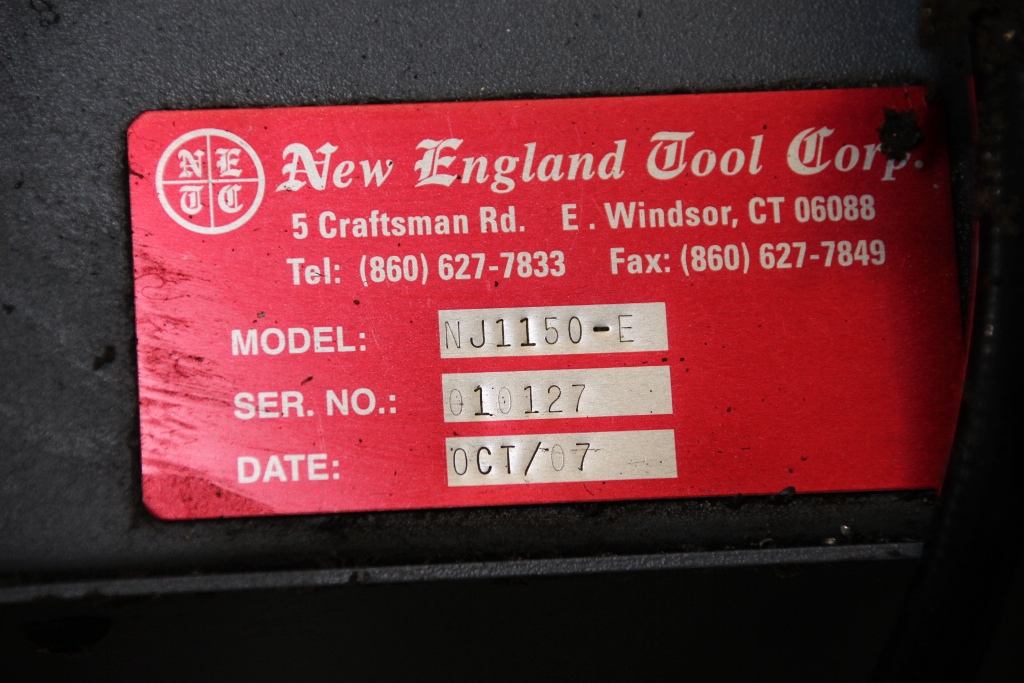 N E
T C
New England Tool Corp.
5 Craftsman Rd. E. Windsor, CT 06088
Tel: (860) 627-7833 Fax: (860) 627-7849
MODEL: NJ1150-E
SER. NO.: 010127
DATE: OCT/07